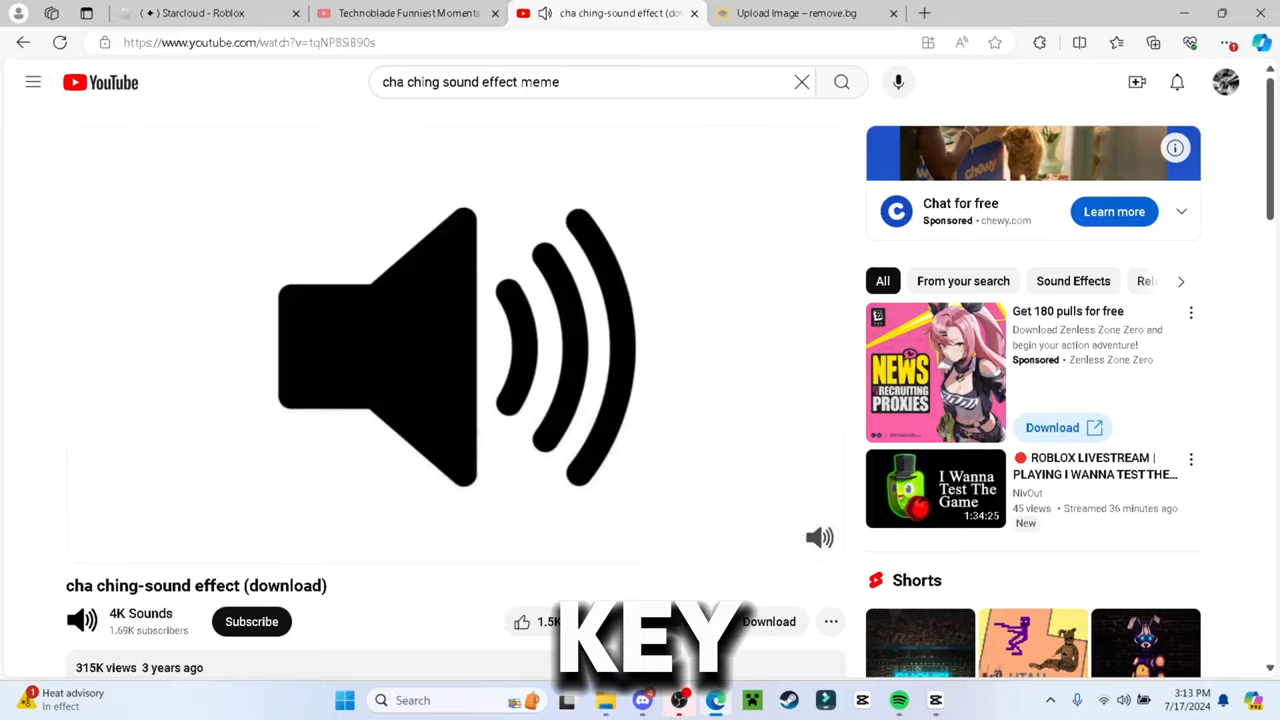 ( • ) Starcloud - Roblox
Technoblade Funniest Moments
cha ching-sound effect (dow
Upload Image – remove.bg
https://www.youtube.com/watch?v=tqNP8SiB90s
YouTube
cha ching sound effect meme
chewy
Chat for free
Sponsored · chewy.com
Learn more
All
From your search
Sound Effects
Rel
Get 180 pulls for free
Download Zenless Zone Zero and
begin your action adventure!
Sponsored · Zenless Zone Zero
Download
NEWS
RECRUITING
PROXIES
ROBLOX LIVESTREAM |
PLAYING I WANNA TEST THE...
NivOut
45 views • Streamed 36 minutes ago
New
I Wanna
Test The
Game
1:34:25
Shorts
cha ching-sound effect (download)
4K Sounds
1.69K subscribers
Subscribe
1.5K
Download
KEY
315K views 3 years ago
Heat advisory
In effect
Search
3:13 PM
7/17/2024